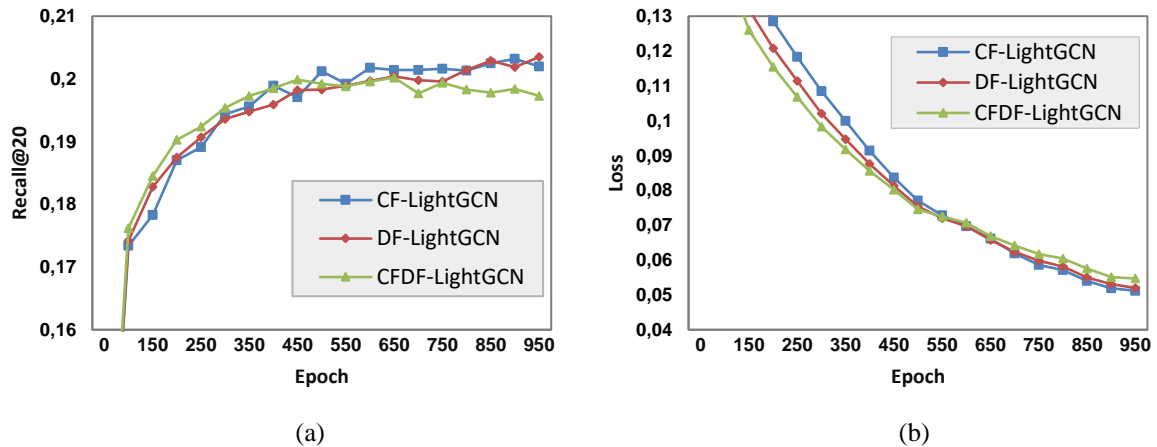 0,21
0,2
0,19
0,18
0,17
0,16
Recall@20
CF-LightGCN
DF-LightGCN
CFDF-LightGCN
0 150 250 350 450 550 650 750 850 950
Epoch
(a)
0,13
0,12
0,11
0,1
0,09
0,08
0,07
0,06
0,05
0,04
Loss
CF-LightGCN
DF-LightGCN
CFDF-LightGCN
0 150 250 350 450 550 650 750 850 950
Epoch
(b)